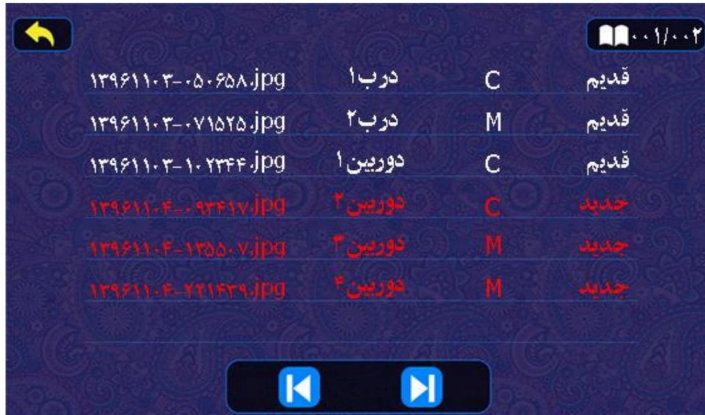 ۰۰۱/۰۰۲
قدیم C درب۱ ۱۳۹۶۱۱۰۳-۰۵۰۶۵۸.jpg
قدیم M درب۲ ۱۳۹۶۱۱۰۳-۰۷۱۵۲۵.jpg
قدیم C دوربین۱ ۱۳۹۶۱۱۰۳-۱۰۲۳۴۴.jpg
جدید C دوربین۲ ۱۳۹۶۱۱۰۴-۰۹۳۴۱۷.jpg
جدید M دوربین۳ ۱۳۹۶۱۱۰۴-۱۳۵۵۰۷.jpg
جدید M دوربین۴ ۱۳۹۶۱۱۰۴-۲۲۱۴۳۹.jpg